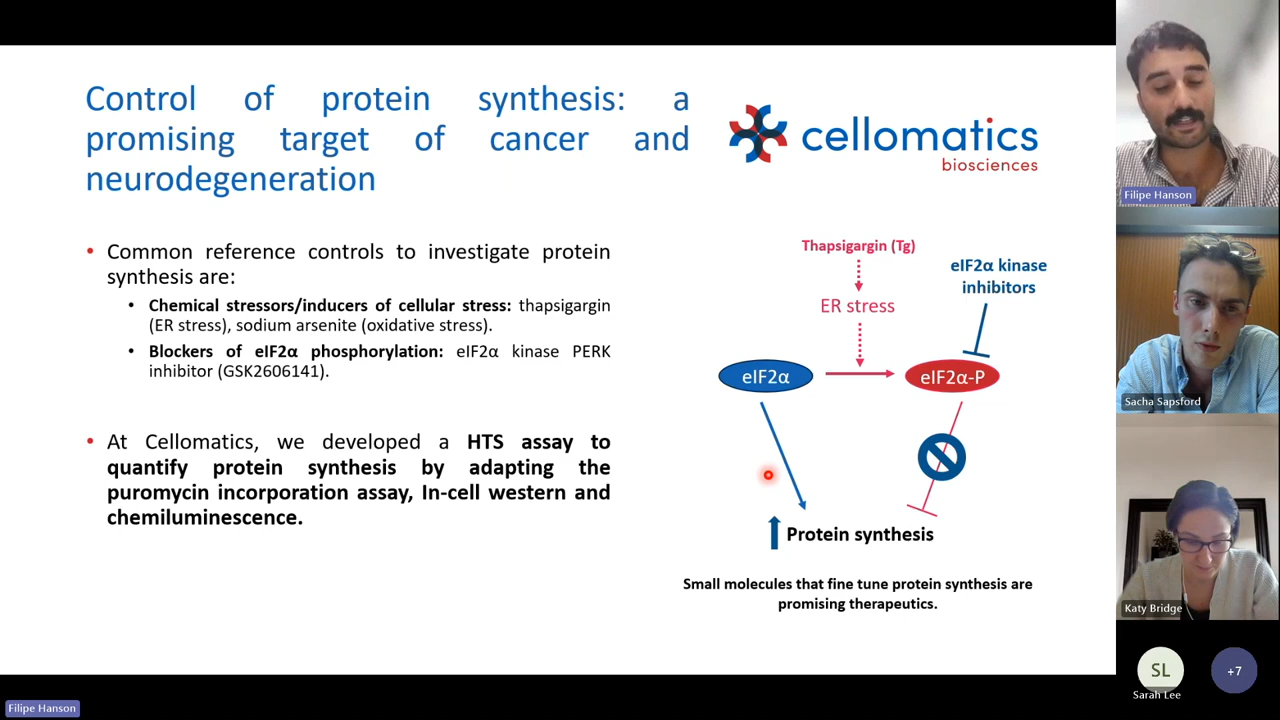 Control of protein synthesis: a
promising target of cancer and
neurodegeneration
cellomatics
biosciences
• Common reference controls to investigate protein
synthesis are:
• Chemical stressors/inducers of cellular stress: thapsigargin
(ER stress), sodium arsenite (oxidative stress).
• Blockers of eIF2α phosphorylation: eIF2α kinase PERK
inhibitor (GSK2606141).
• At Cellomatics, we developed a HTS assay to
quantify protein synthesis by adapting the
puromycin incorporation assay, In-cell western and
chemiluminescence.
Thapsigargin (Tg)
eIF2α kinase
inhibitors
ER stress
eIF2α
eIF2α-P
Protein synthesis
Small molecules that fine tune protein synthesis are
promising therapeutics.
Filipe Hanson
Sacha Sapsford
Katy Bridge
SL
Sarah Lee
+7
Filipe Hanson